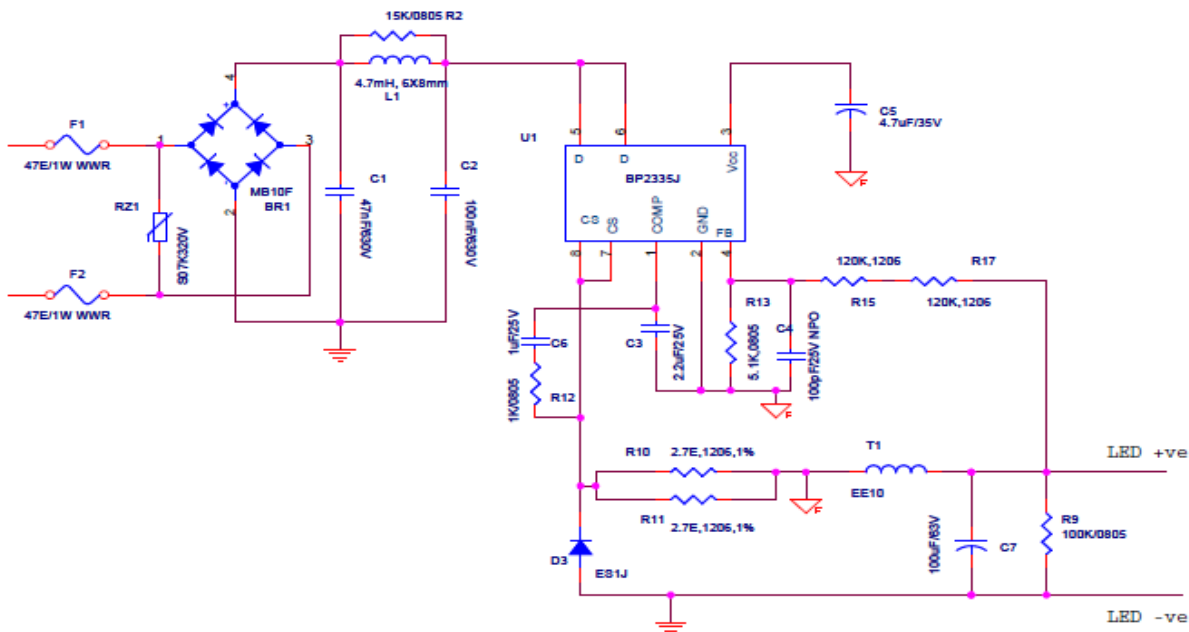 15K/0805 R2
4.7mH, 6X8mm
L1
4
F1
1
3
47E/1W WWR
MB10F
BR1
2
RZ1
S07K320V
F2
47E/1W WWR
C1
47nF/630V
C2
100nF/630V
U1
5
6
3
D
D
Vcc
BP2335J
CS
CS
COMP
GND
FB
8
7
1
2
4
C5
4.7uF/35V
F
120K,1206
R17
R15
120K,1206
R13
5.1K,0805
C4
100pF/25V NPO
1uF/25V
C6
C3
2.2uF/25V
1K/0805
R12
F
R10
2.7E,1206,1%
T1
LED +ve
F
EE10
R11
2.7E,1206,1%
R9
100K/0805
100uF/63V
C7
D3
ES1J
LED -ve